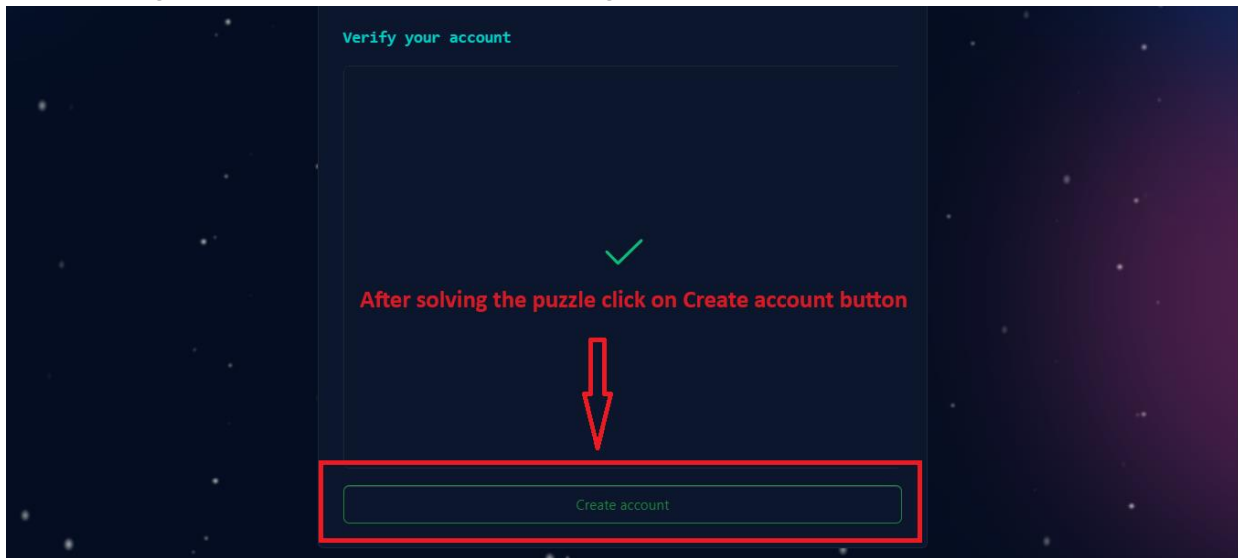 Verify your account
After solving the puzzle click on Create account button
Create account